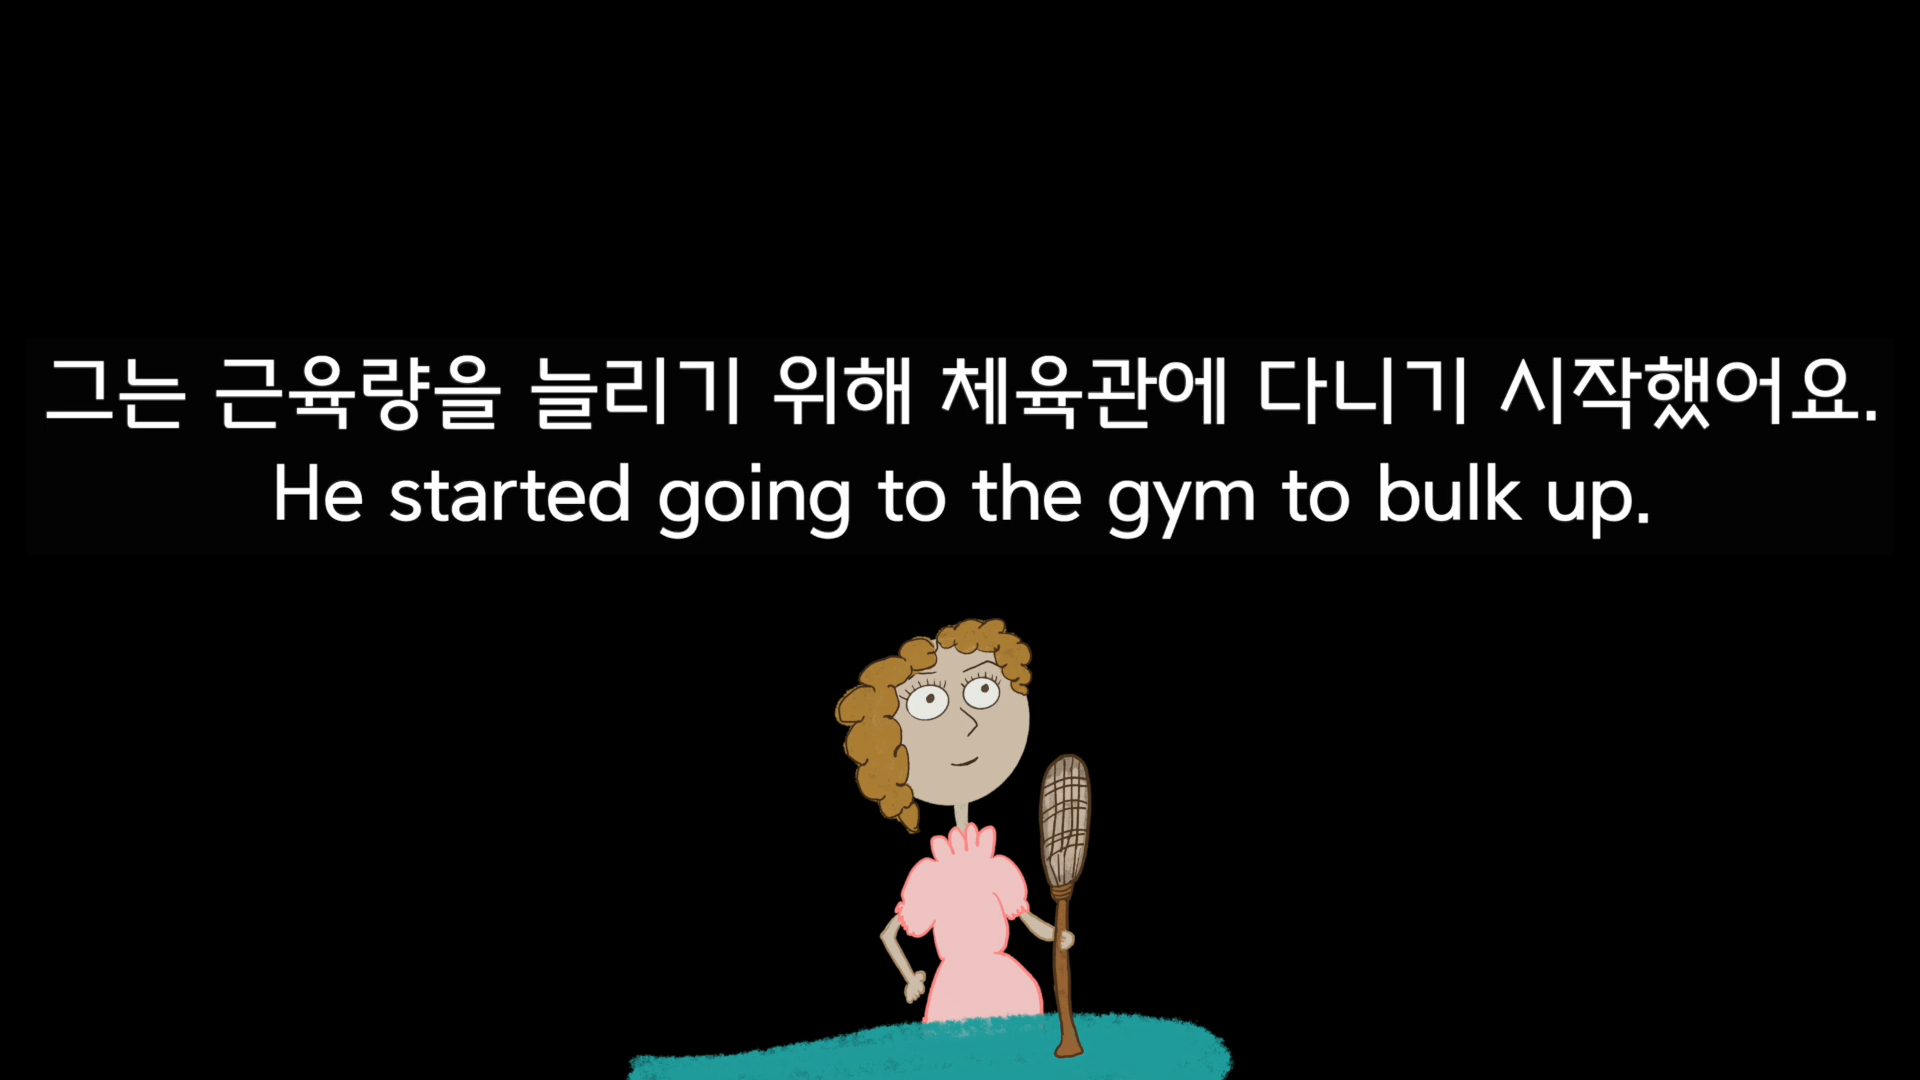 그는 근육량을 늘리기 위해 체육관에 다니기 시작했어요.
He started going to the gym to bulk up.